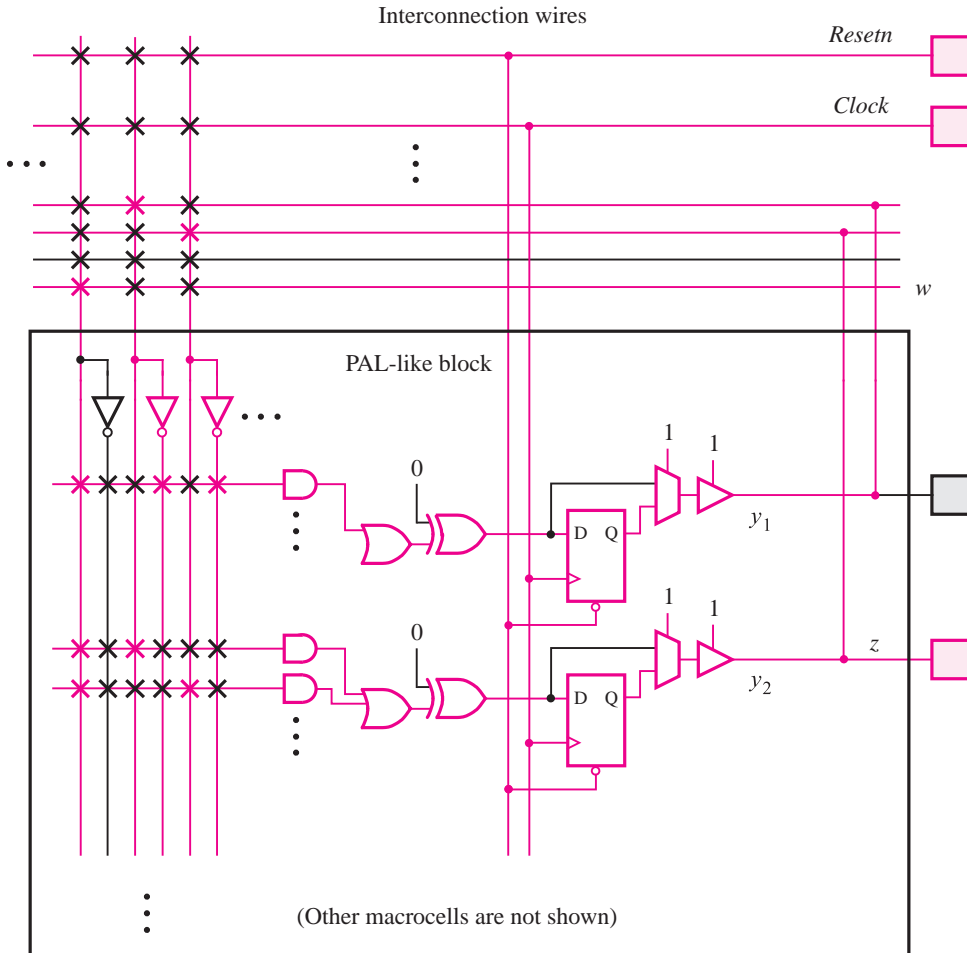 Interconnection wires
Resetn
Clock
w
PAL-like block
1
1
0
D Q
y1
1
1
0
z
D Q
y2
(Other macrocells are not shown)